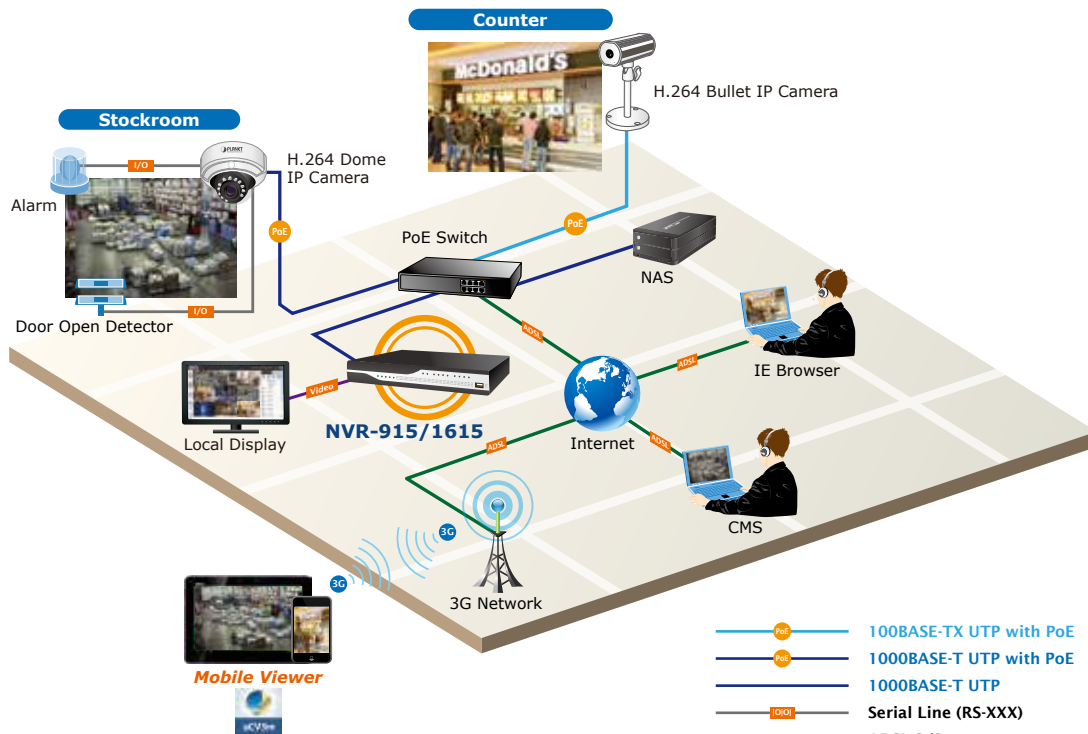 Counter
McDonald's
H.264 Bullet IP Camera
Stockroom
I/O
PLANET
H.264 Dome
IP Camera
Alarm
PoE
PoE
PoE Switch
NAS
I/O
Door Open Detector
ADSL
ADSL
IE Browser
Video
Local Display
NVR-915/1615
Internet
ADSL
ADSL
CMS
3G
3G
3G Network
Mobile Viewer
PoE
100BASE-TX UTP with PoE
PoE
1000BASE-T UTP with PoE
1000BASE-T UTP
|O|O|
Serial Line (RS-XXX)